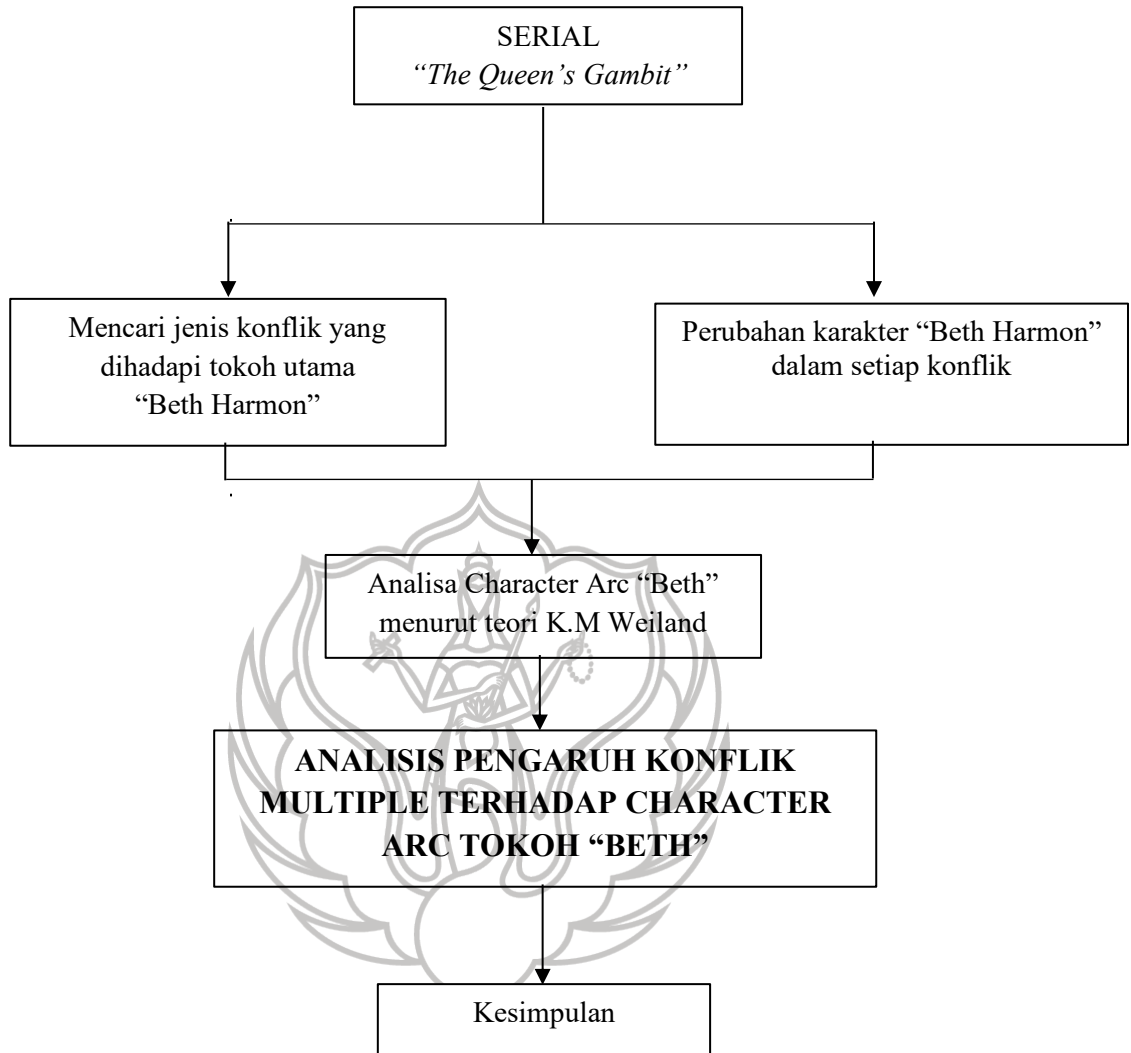 SERIAL
“The Queen’s Gambit”
Mencari jenis konflik yang
dihadapi tokoh utama
“Beth Harmon”
Perubahan karakter “Beth Harmon”
dalam setiap konflik
Analisa Character Arc “Beth”
menurut teori K.M Weiland
ANALISIS PENGARUH KONFLIK
MULTIPLE TERHADAP CHARACTER
ARC TOKOH “BETH”
Kesimpulan